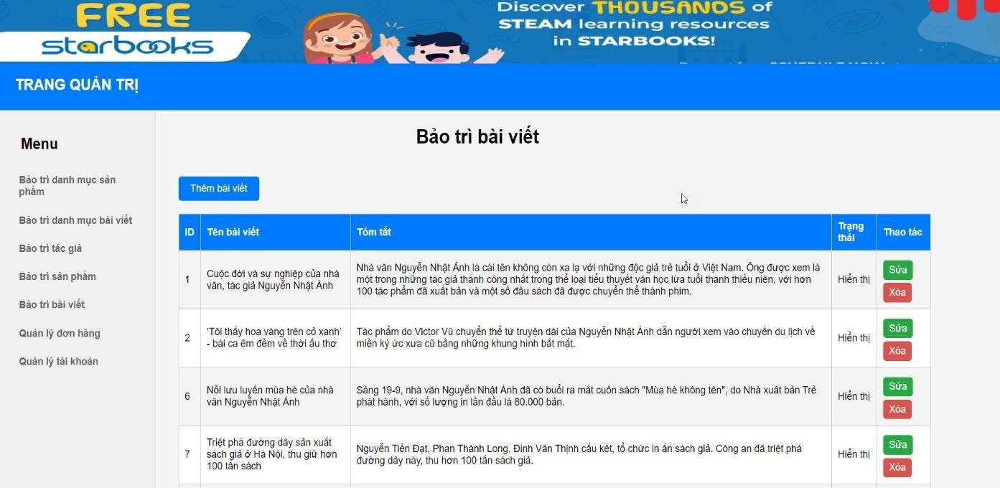 FREE
starbooks
Discover THOUSANDS of
STEAM learning resources
in STARBOOKS!
TRANG QUẢN TRỊ
Menu
Bảo trì danh mục sản
phẩm
Bảo trì danh mục bài viết
Bảo trì tác giả
Bảo trì sản phẩm
Bảo trì bài viết
Quản lý đơn hàng
Quản lý tài khoản
Bảo trì bài viết
Thêm bài viết
ID Tên bài viết Tóm tắt Trạng thái Thao tác
1
Cuộc đời và sự nghiệp của nhà
văn, tác giả Nguyễn Nhật Ánh
Nhà văn Nguyễn Nhật Ánh là cái tên không còn xa lạ với những độc giả trẻ tuổi ở Việt Nam. Ông được xem là
một trong những tác giả thành công nhất trong thể loại tiểu thuyết văn học lứa tuổi thanh thiếu niên, với hơn
100 tác phẩm đã xuất bản và một số đầu sách đã được chuyển thể thành phim.
Hiển thị
Sửa
Xóa
2
‘Tôi thấy hoa vàng trên cỏ xanh’
- bài ca êm đềm về thời ấu thơ
Tác phẩm do Victor Vũ chuyển thể từ truyện dài của Nguyễn Nhật Ánh dẫn người xem vào chuyến du lịch về
miền ký ức xưa cũ bằng những khung hình bắt mắt.
Hiển thị
Sửa
Xóa
6
Nỗi lưu luyến mùa hè của nhà
văn Nguyễn Nhật Ánh
Sáng 19-9, nhà văn Nguyễn Nhật Ánh đã có buổi ra mắt cuốn sách "Mùa hè không tên", do Nhà xuất bản Trẻ
phát hành, với số lượng in lần đầu là 80.000 bản.
Hiển thị
Sửa
Xóa
7
Triệt phá đường dây sản xuất
sách giả ở Hà Nội, thu giữ hơn
100 tấn sách
Nguyễn Tiến Đạt, Phan Thành Long, Đinh Văn Thịnh cấu kết, tổ chức in ấn sách giả. Công an đã triệt phá
đường dây này, thu hơn 100 tấn sách giả.
Hiển thị
Sửa
Xóa